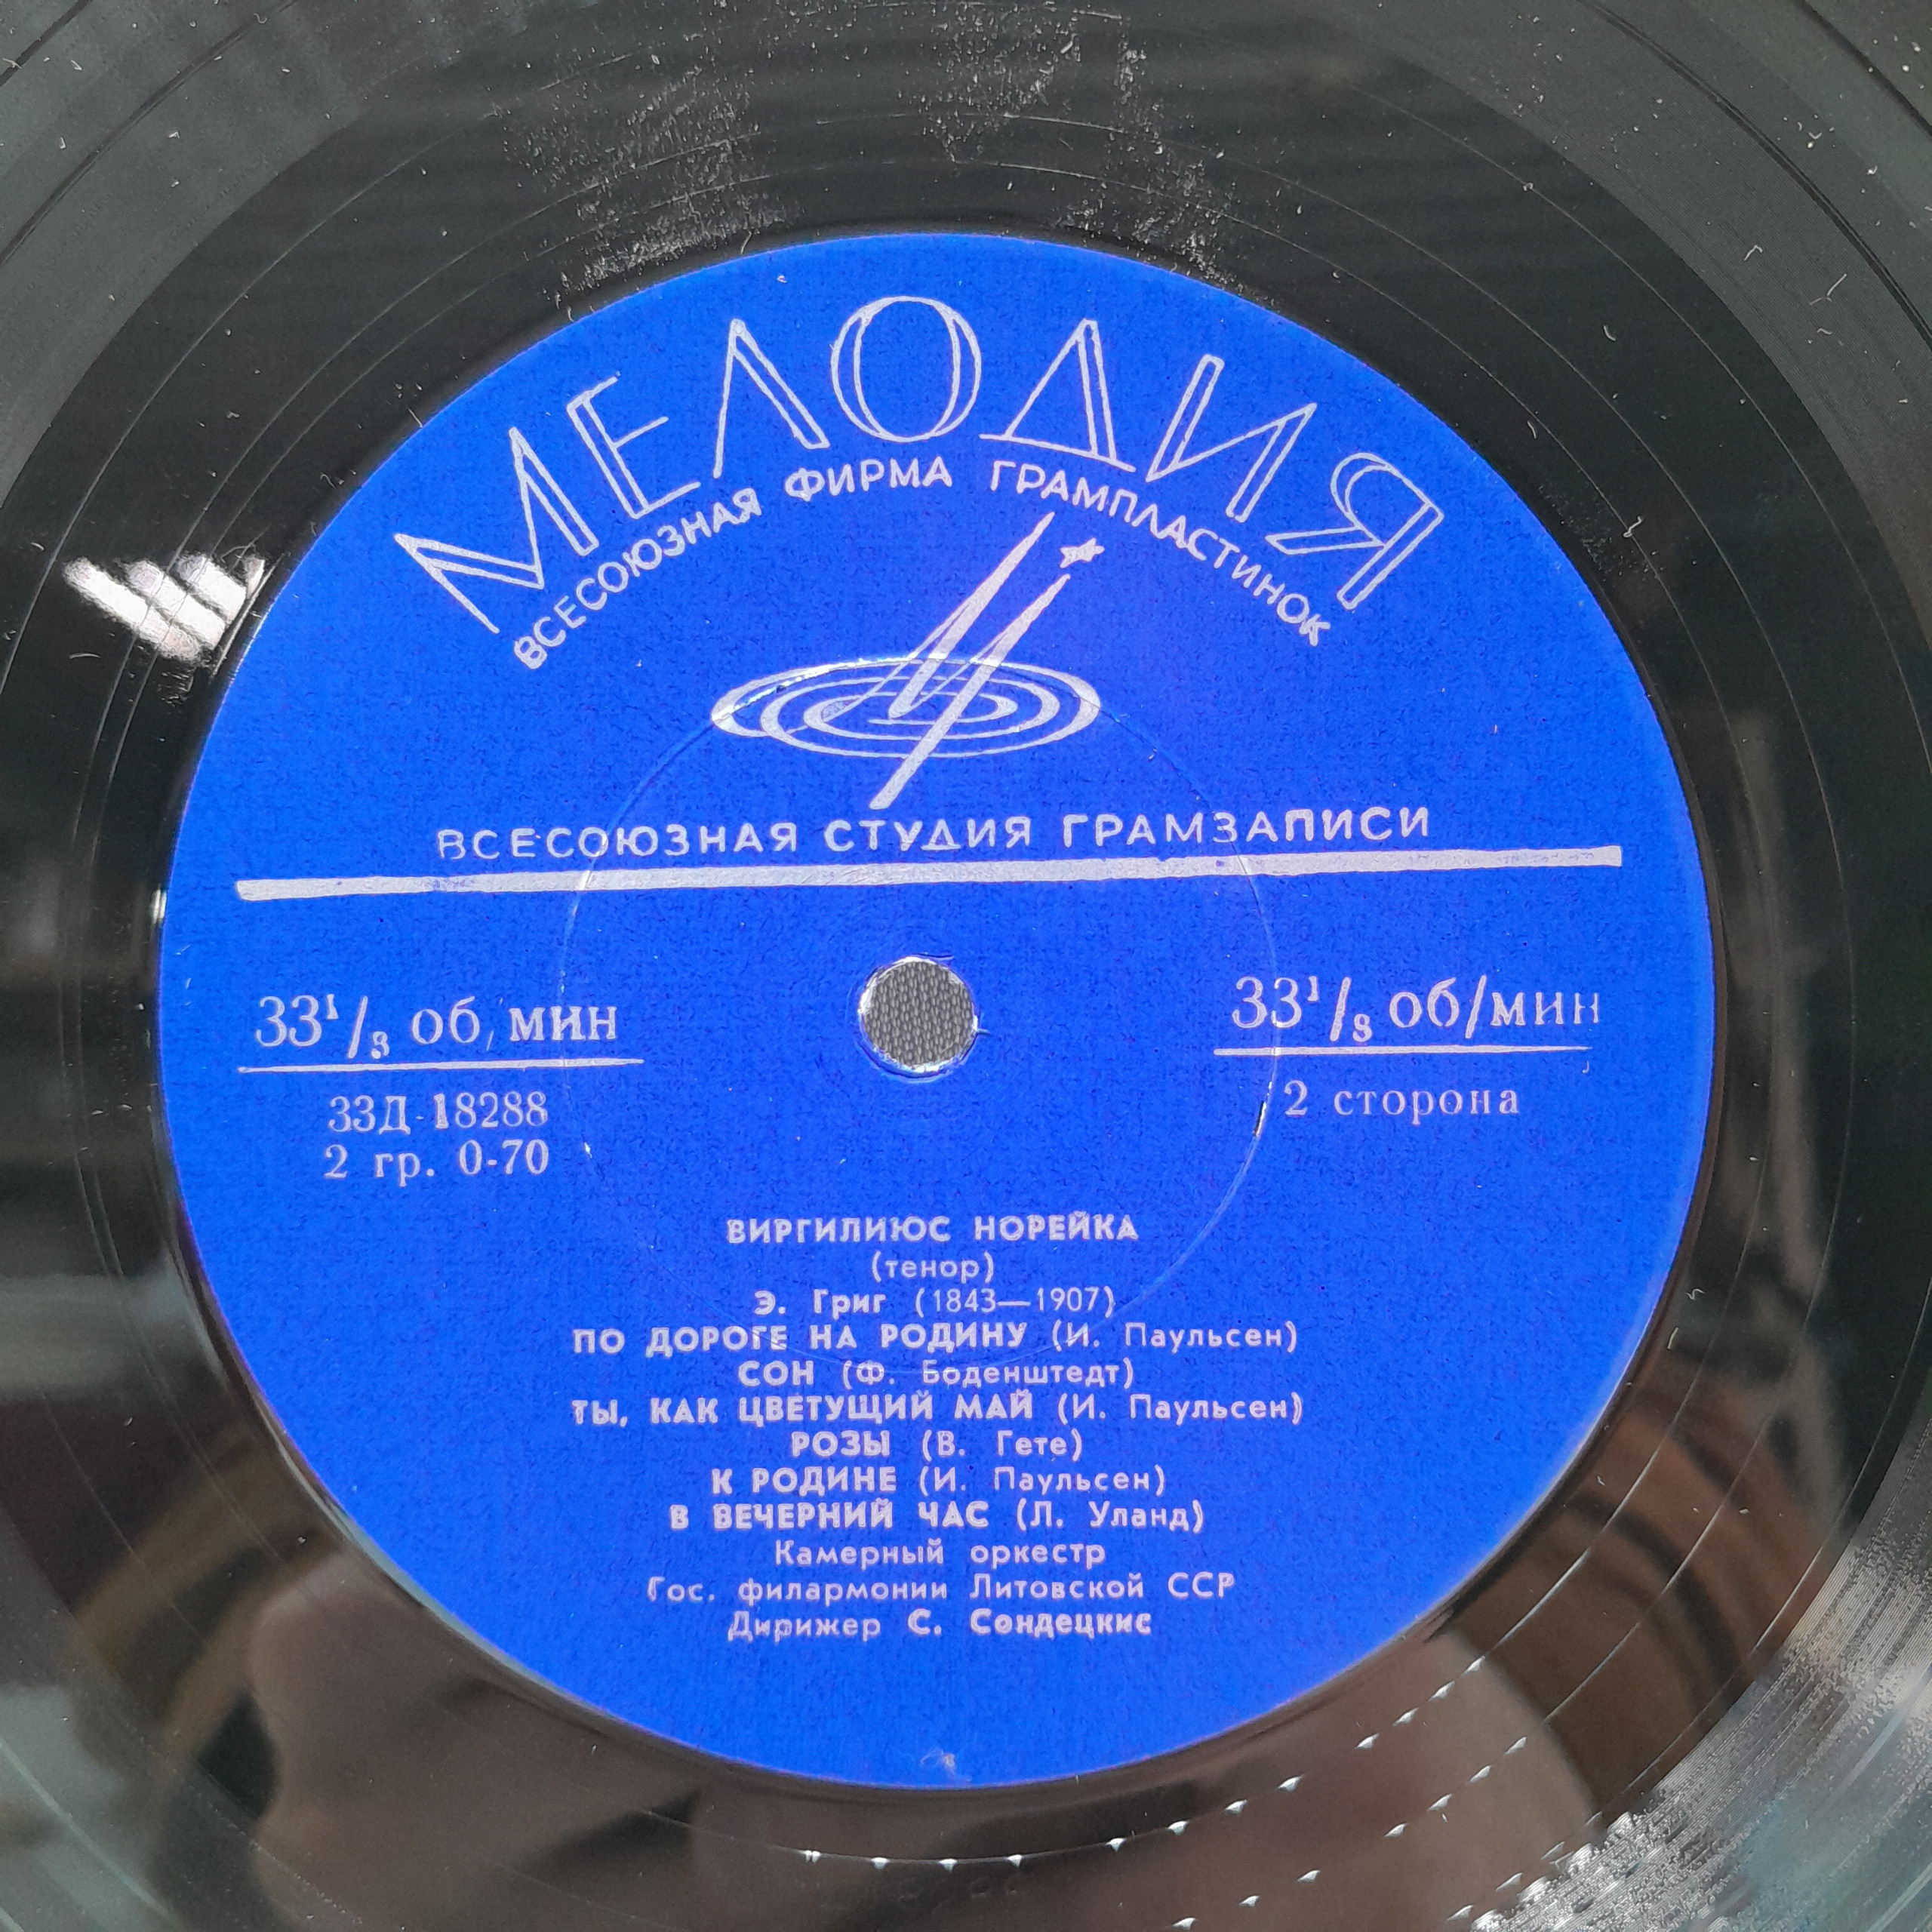 МЕЛОДИЯ
ВСЕСОЮЗНАЯ ФИРМА ГРАМПЛАСТИНОК
ВСЕСОЮЗНАЯ СТУДИЯ ГРАМЗАПИСИ
33¹/₃ об/мин
33Д-18288
2 гр. 0-70
33¹/₃ об/мин
2 сторона
ВИРГИЛИЮС НОРЕЙКА
(тенор)
Э. Григ (1843—1907)
ПО ДОРОГЕ НА РОДИНУ (И. Паульсен)
СОН (Ф. Боденштедт)
ТЫ, КАК ЦВЕТУЩИЙ МАЙ (И. Паульсен)
РОЗЫ (В. Гете)
К РОДИНЕ (И. Паульсен)
В ВЕЧЕРНИЙ ЧАС (Л. Уланд)
Камерный оркестр
Гос. филармонии Литовской ССР
Дирижер С. Сондецкис